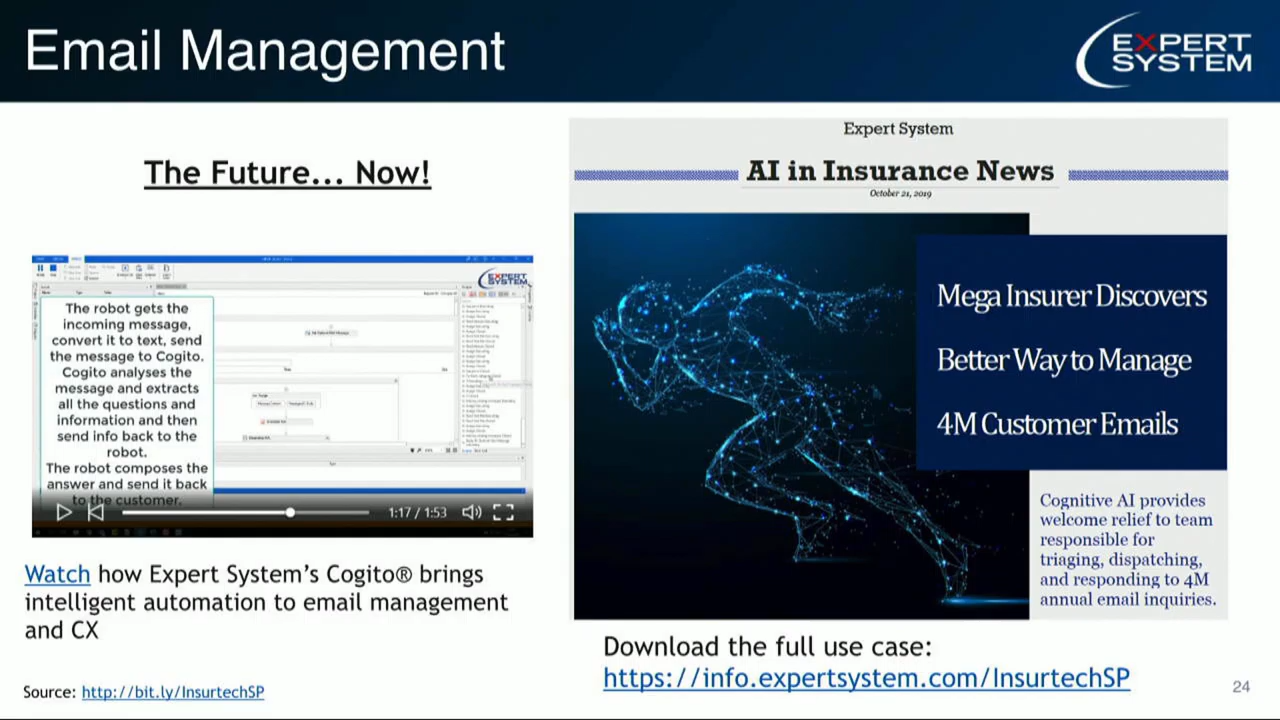 Email Management
EXPERT
SYSTEM
The Future... Now!
EXPERT
SYSTEM
The robot gets the
incoming message,
convert it to text, send
the message to Cogito.
Cogito analyses the
message and extracts
all the questions and
information and then
send info back to the
robot.
The robot composes the
answer and send it back
to the customer.
1:17 / 1:53
Watch how Expert System's Cogito® brings
intelligent automation to email management
and CX
Source: http://bit.ly/InsurtechSP
Expert System
AI in Insurance News
October 21, 2019
Mega Insurer Discovers
Better Way to Manage
4M Customer Emails
Cognitive AI provides
welcome relief to team
responsible for
triaging, dispatching,
and responding to 4M
annual email inquiries.
Download the full use case:
https://info.expertsystem.com/InsurtechSP
24